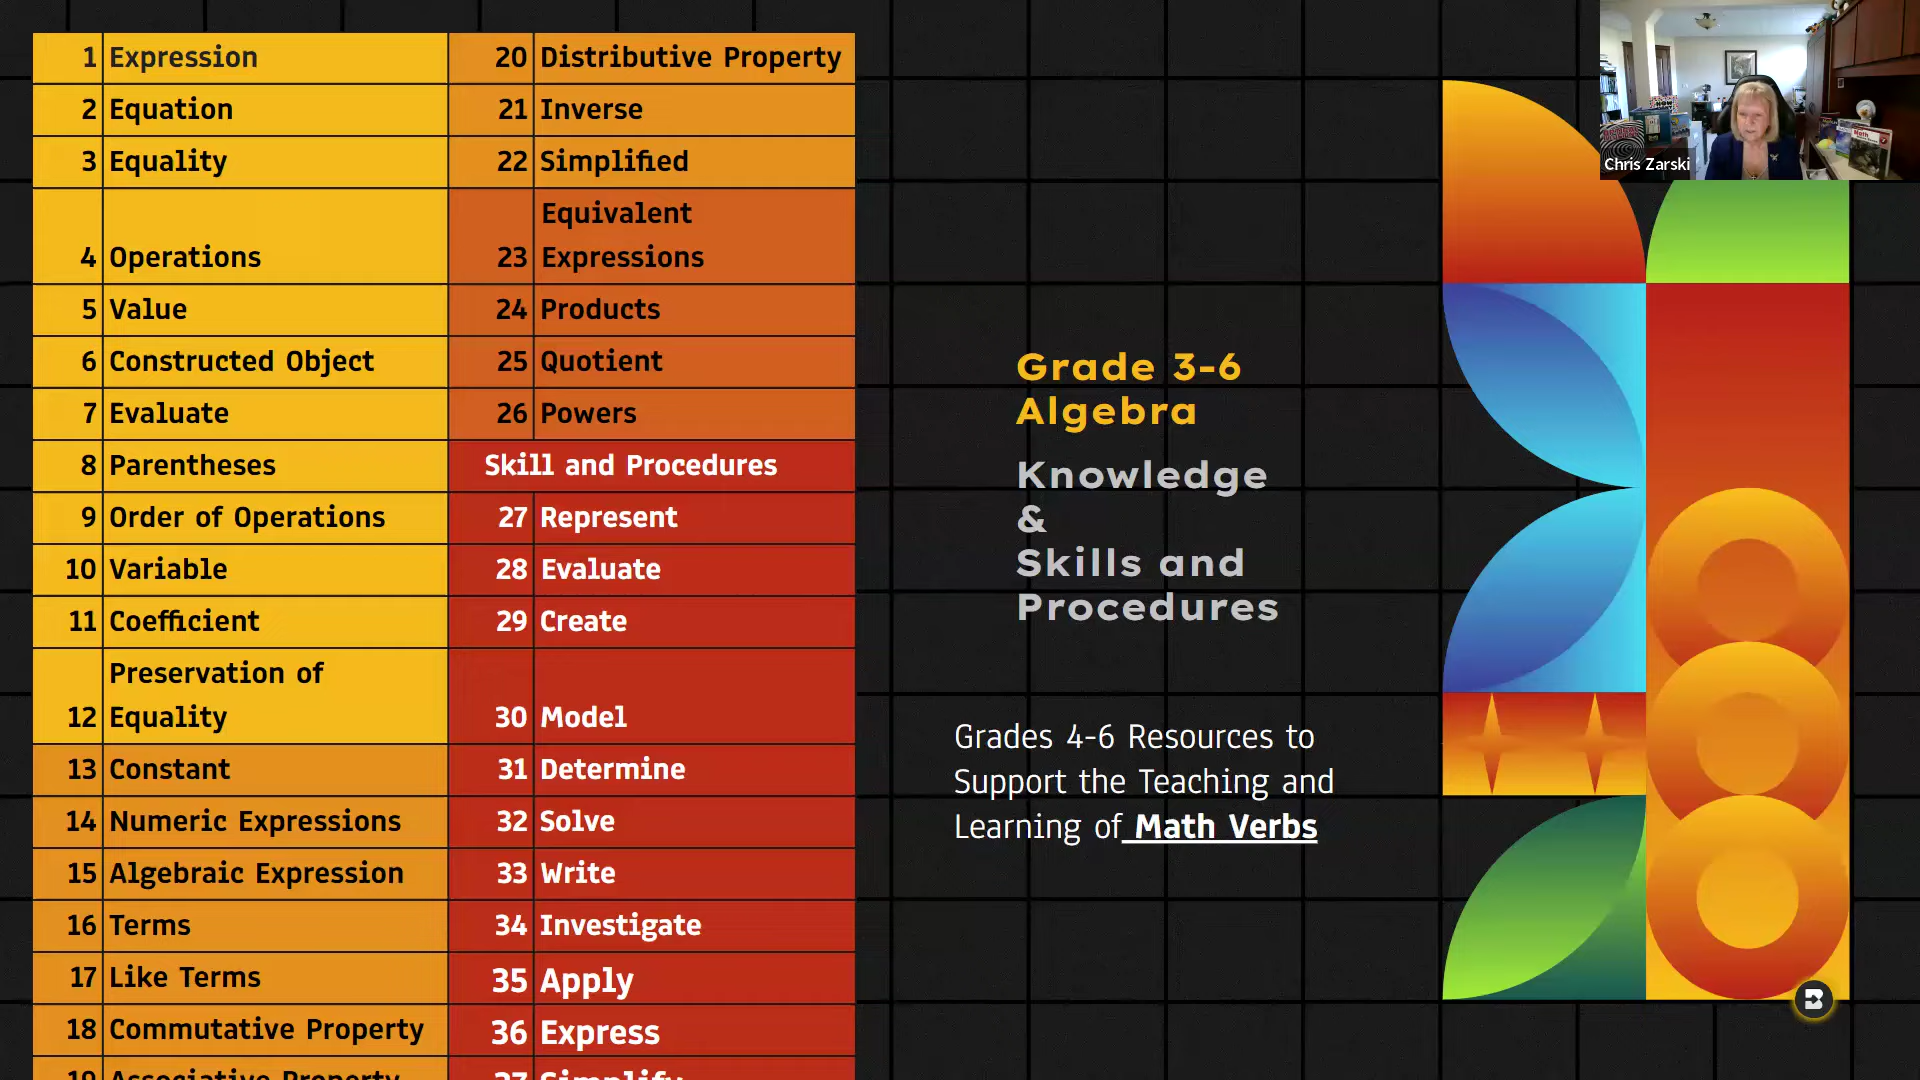 1 Expression
2 Equation
3 Equality
4 Operations
5 Value
6 Constructed Object
7 Evaluate
8 Parentheses
9 Order of Operations
10 Variable
11 Coefficient
Preservation of
12 Equality
13 Constant
14 Numeric Expressions
15 Algebraic Expression
16 Terms
17 Like Terms
18 Commutative Property
19 Associative Property
20 Distributive Property
21 Inverse
22 Simplified
Equivalent
23 Expressions
24 Products
25 Quotient
26 Powers
Skill and Procedures
27 Represent
28 Evaluate
29 Create
30 Model
31 Determine
32 Solve
33 Write
34 Investigate
35 Apply
36 Express
37 Simplify
Grade 3-6
Algebra
Knowledge
&
Skills and
Procedures
Grades 4-6 Resources to
Support the Teaching and
Learning of Math Verbs
Chris Zarski